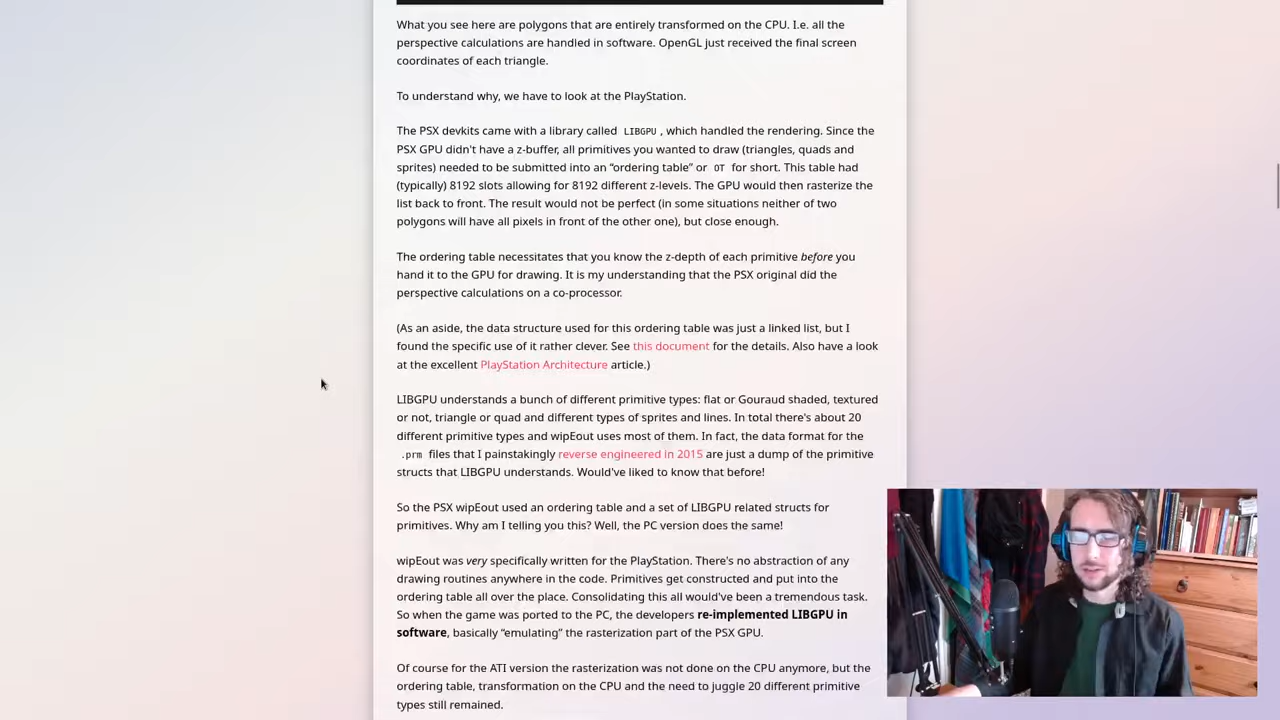 What you see here are polygons that are entirely transformed on the CPU. I.e. all the
perspective calculations are handled in software. OpenGL just received the final screen
coordinates of each triangle.
To understand why, we have to look at the PlayStation.
The PSX devkits came with a library called LIBGPU, which handled the rendering. Since the
PSX GPU didn't have a z-buffer, all primitives you wanted to draw (triangles, quads and
sprites) needed to be submitted into an “ordering table” or OT for short. This table had
(typically) 8192 slots allowing for 8192 different z-levels. The GPU would then rasterize the
list back to front. The result would not be perfect (in some situations neither of two
polygons will have all pixels in front of the other one), but close enough.
The ordering table necessitates that you know the z-depth of each primitive before you
hand it to the GPU for drawing. It is my understanding that the PSX original did the
perspective calculations on a co-processor.
(As an aside, the data structure used for this ordering table was just a linked list, but I
found the specific use of it rather clever. See this document for the details. Also have a look
at the excellent PlayStation Architecture article.)
LIBGPU understands a bunch of different primitive types: flat or Gouraud shaded, textured
or not, triangle or quad and different types of sprites and lines. In total there's about 20
different primitive types and wipEout uses most of them. In fact, the data format for the
.prm files that I painstakingly reverse engineered in 2015 are just a dump of the primitive
structs that LIBGPU understands. Would've liked to know that before!
So the PSX wipEout used an ordering table and a set of LIBGPU related structs for
primitives. Why am I telling you this? Well, the PC version does the same!
wipEout was very specifically written for the PlayStation. There's no abstraction of any
drawing routines anywhere in the code. Primitives get constructed and put into the
ordering table all over the place. Consolidating this all would've been a tremendous task.
So when the game was ported to the PC, the developers re-implemented LIBGPU in
software, basically “emulating” the rasterization part of the PSX GPU.
Of course for the ATI version the rasterization was not done on the CPU anymore, but the
ordering table, transformation on the CPU and the need to juggle 20 different primitive
types still remained.